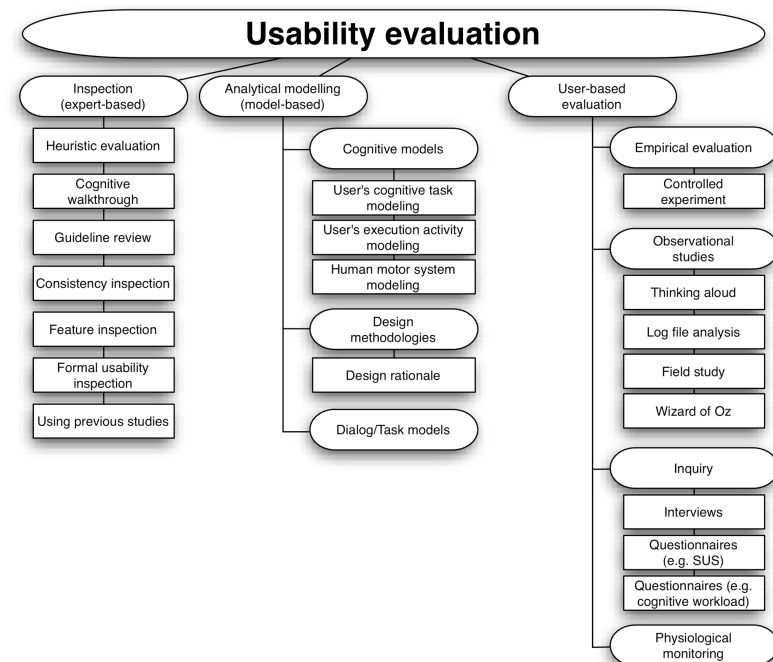 Usability evaluation
Inspection
(expert-based)
Heuristic evaluation
Cognitive
walkthrough
Guideline review
Consistency inspection
Feature inspection
Formal usability
inspection
Using previous studies
Analytical modelling
(model-based)
Cognitive models
User's cognitive task
modeling
User's execution activity
modeling
Human motor system
modeling
Design
methodologies
Design rationale
Dialog/Task models
User-based
evaluation
Empirical evaluation
Controlled
experiment
Observational
studies
Thinking aloud
Log file analysis
Field study
Wizard of Oz
Inquiry
Interviews
Questionnaires
(e.g. SUS)
Questionnaires (e.g.
cognitive workload)
Physiological
monitoring